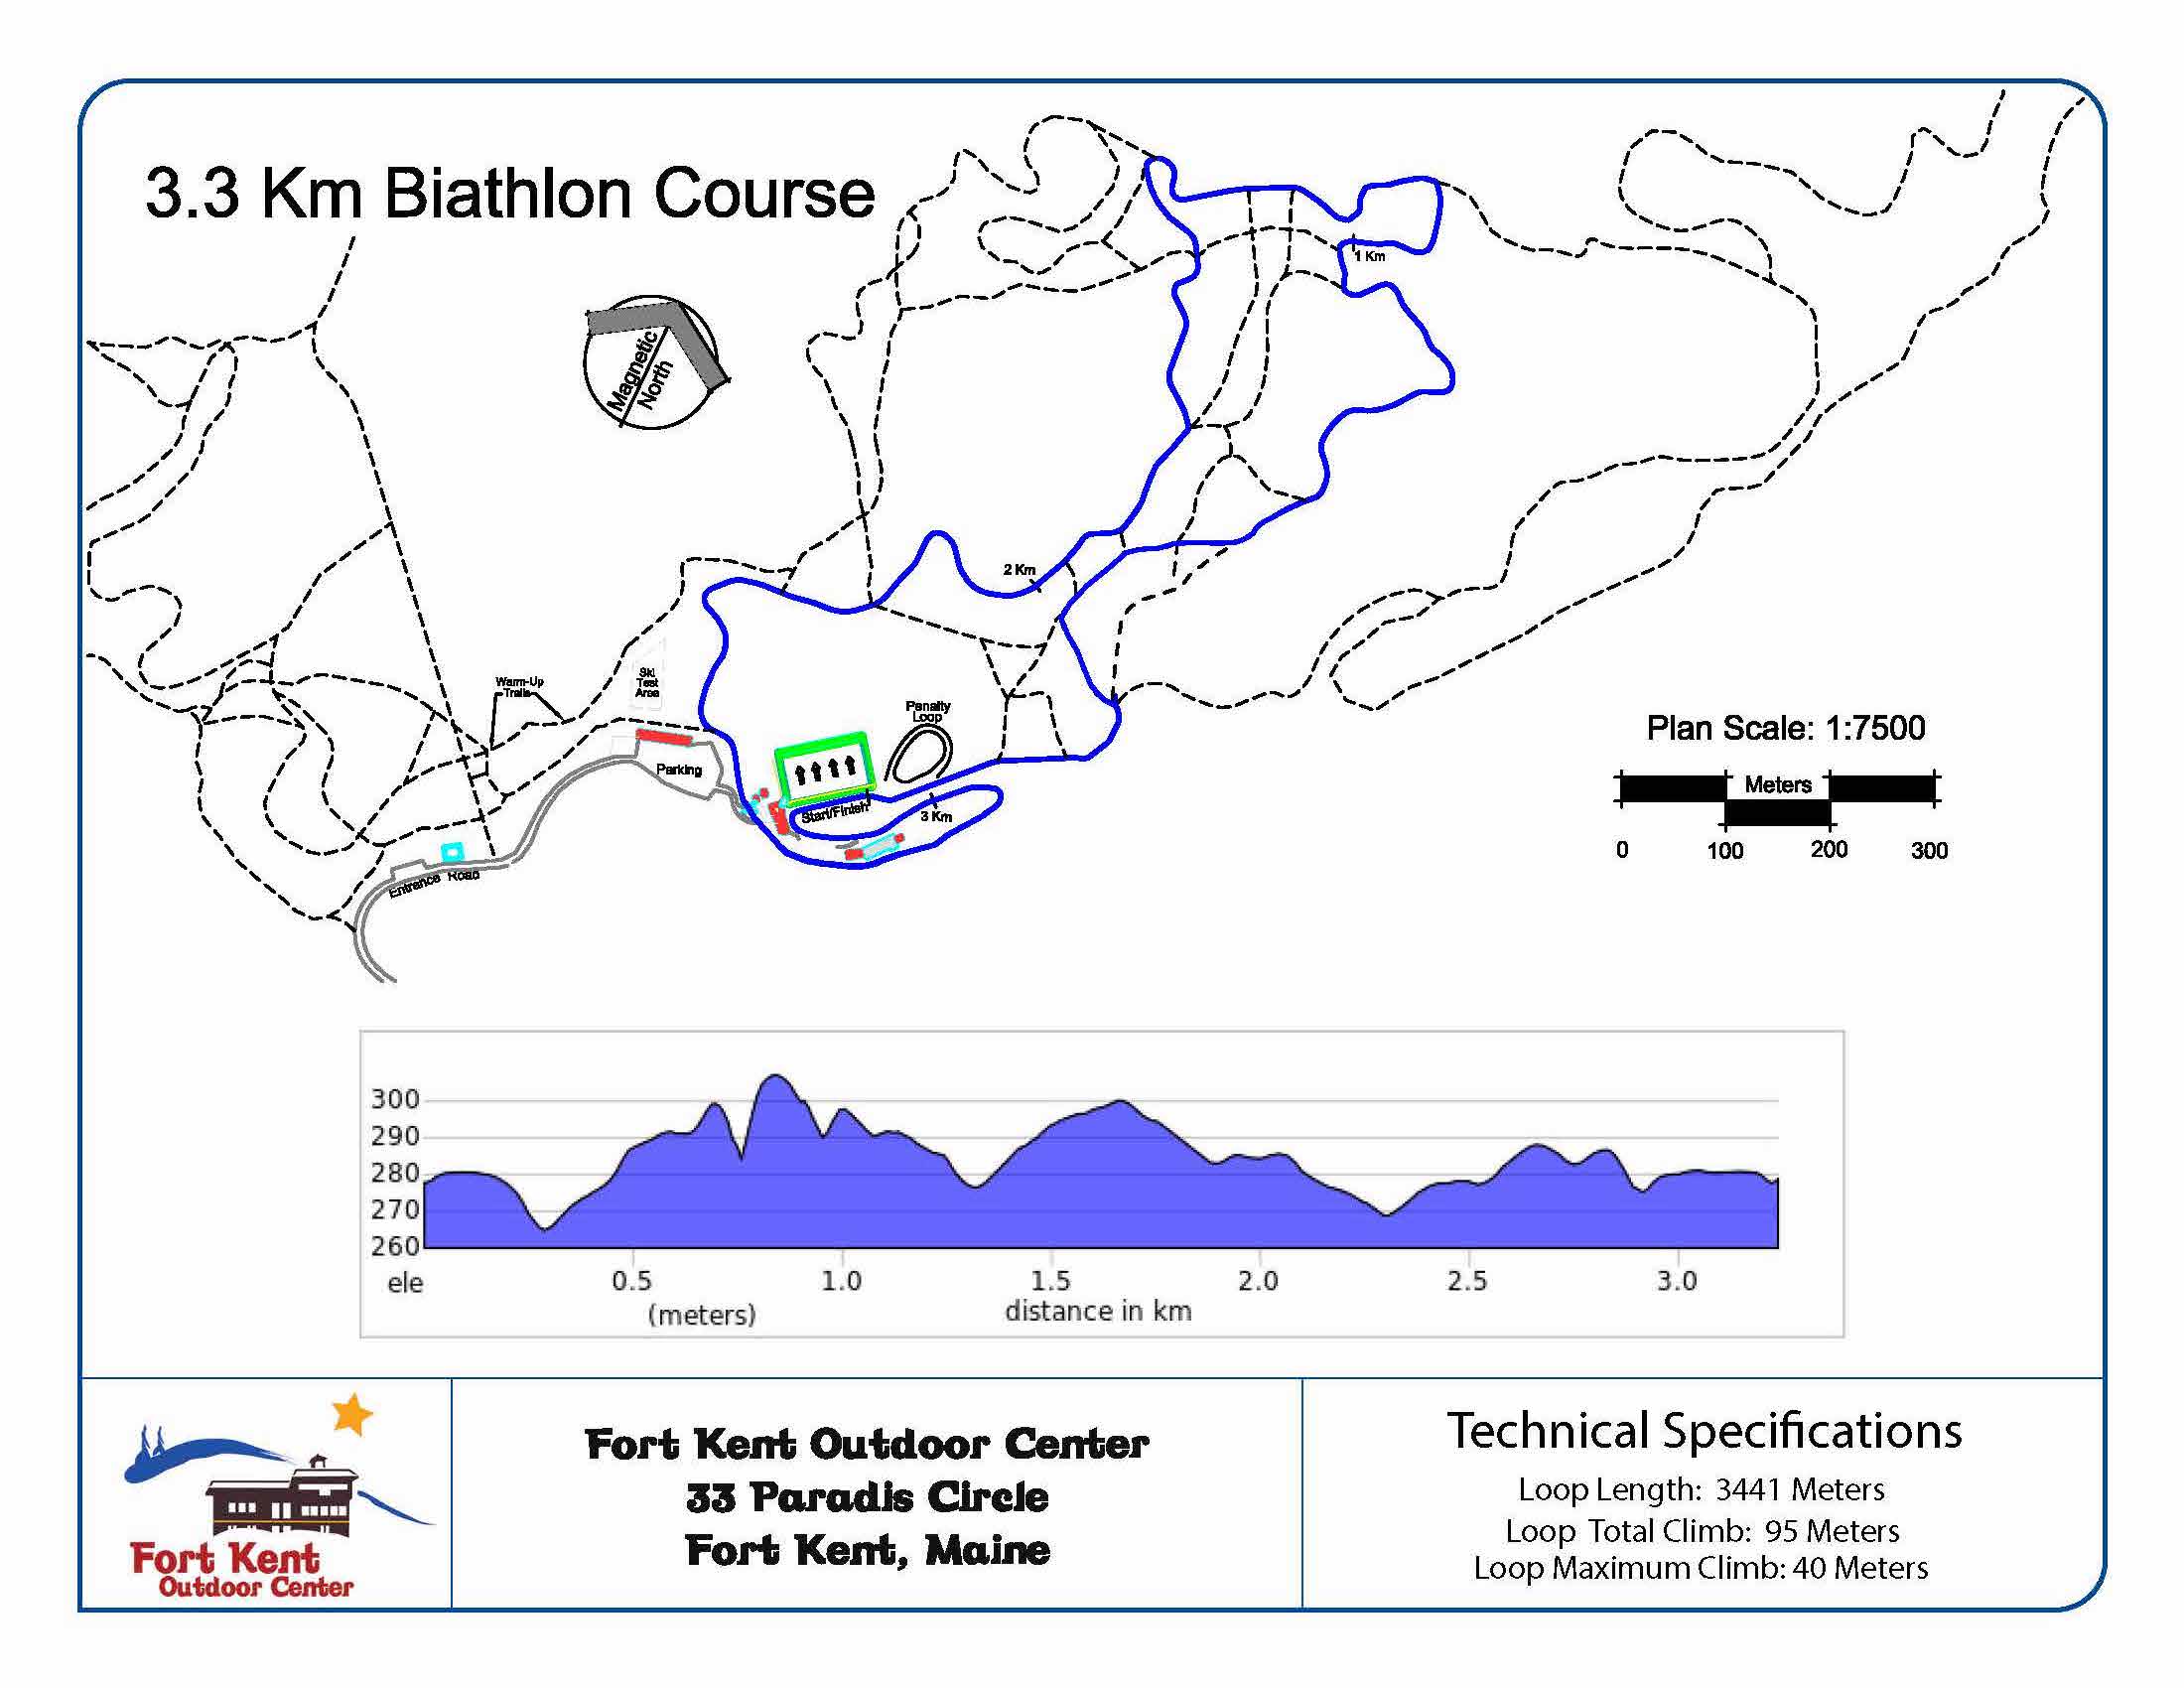 3.3 Km Biathlon Course
Magnetic
North
1 Km
2 Km
Warm-Up
Trails
Ski
Test
Area
Penalty
Loop
Parking
Start/Finish
3 Km
Entrance Road
Plan Scale: 1:7500
Meters
0 100 200 300
300
290
280
270
260
ele 0.5 1.0 1.5 2.0 2.5 3.0
(meters) distance in km
Fort Kent
Outdoor Center
Fort Kent Outdoor Center
33 Paradis Circle
Fort Kent, Maine
Technical Specifications
Loop Length: 3441 Meters
Loop Total Climb: 95 Meters
Loop Maximum Climb: 40 Meters